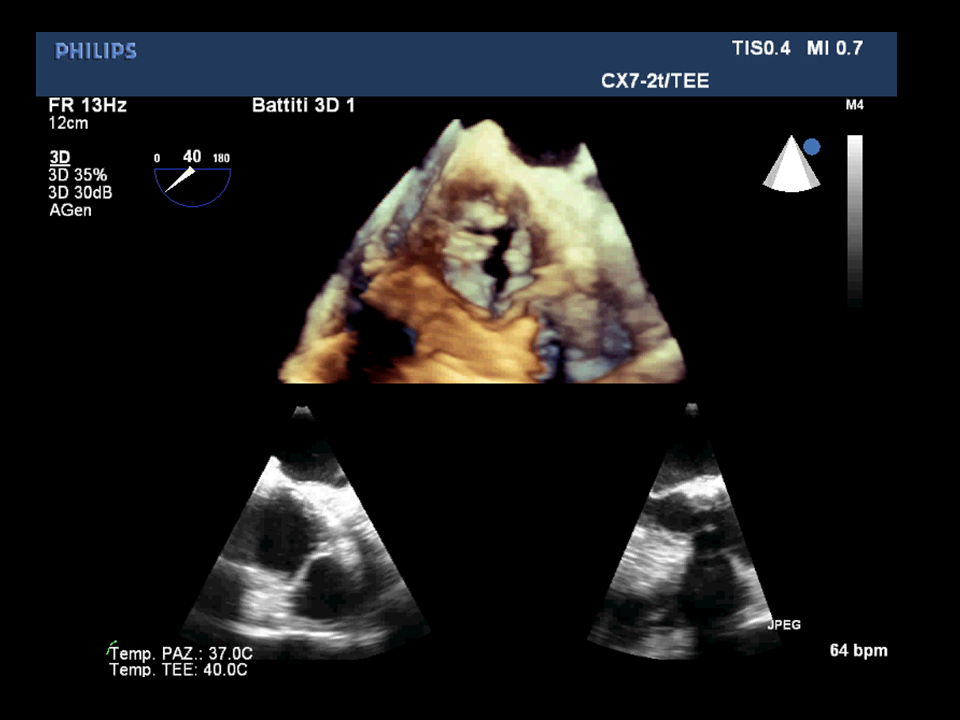 PHILIPS
TIS0.4 MI 0.7
CX7-2t/TEE
FR 13Hz
12cm
Battiti 3D 1
M4
3D
3D 35%
3D 30dB
AGen
0 40 180
JPEG
Temp. PAZ.: 37.0C
Temp. TEE: 40.0C
64 bpm